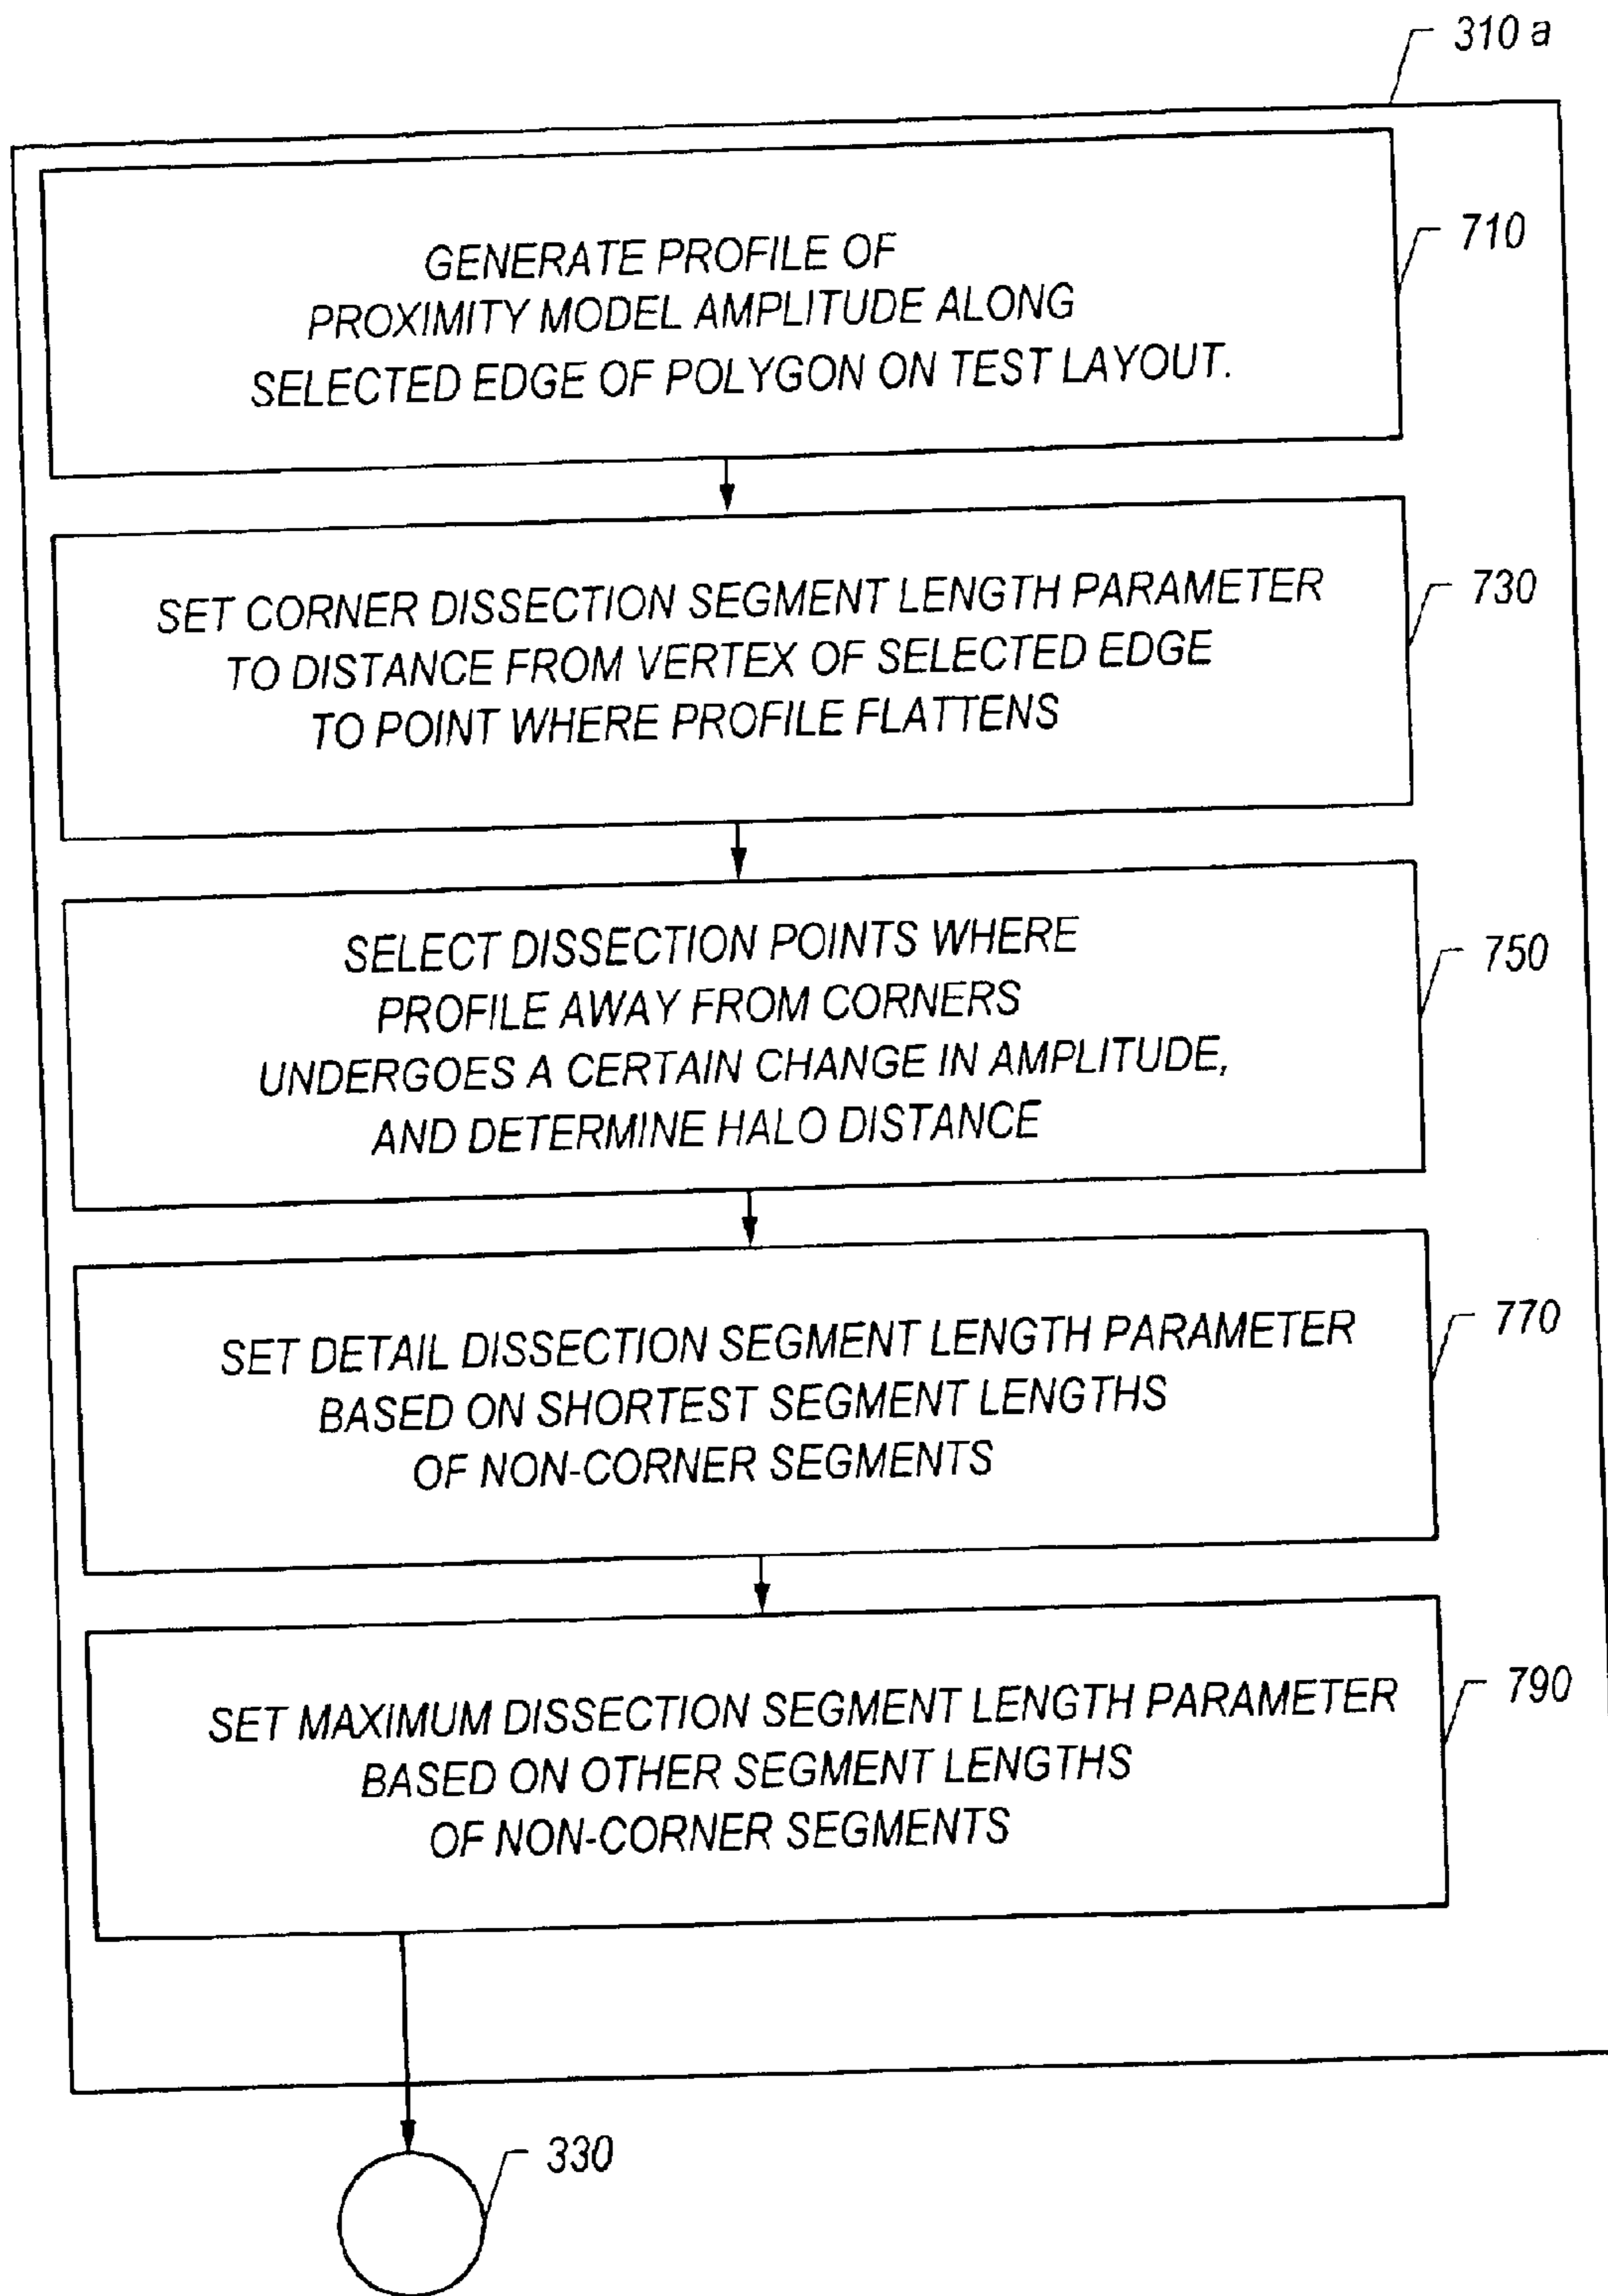 310 a
GENERATE PROFILE OF
PROXIMITY MODEL AMPLITUDE ALONG
SELECTED EDGE OF POLYGON ON TEST LAYOUT.
710
SET CORNER DISSECTION SEGMENT LENGTH PARAMETER
TO DISTANCE FROM VERTEX OF SELECTED EDGE
TO POINT WHERE PROFILE FLATTENS
730
SELECT DISSECTION POINTS WHERE
PROFILE AWAY FROM CORNERS
UNDERGOES A CERTAIN CHANGE IN AMPLITUDE,
AND DETERMINE HALO DISTANCE
750
SET DETAIL DISSECTION SEGMENT LENGTH PARAMETER
BASED ON SHORTEST SEGMENT LENGTHS
OF NON-CORNER SEGMENTS
770
SET MAXIMUM DISSECTION SEGMENT LENGTH PARAMETER
BASED ON OTHER SEGMENT LENGTHS
OF NON-CORNER SEGMENTS
790
330